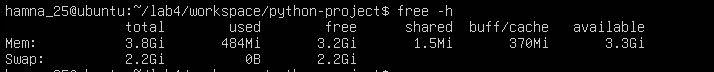 hamna_25@ubuntu:~/lab4/workspace/python-project$ free -h
total used free shared buff/cache available
Mem: 3.8Gi 484Mi 3.2Gi 1.5Mi 370Mi 3.3Gi
Swap: 2.2Gi 0B 2.2Gi